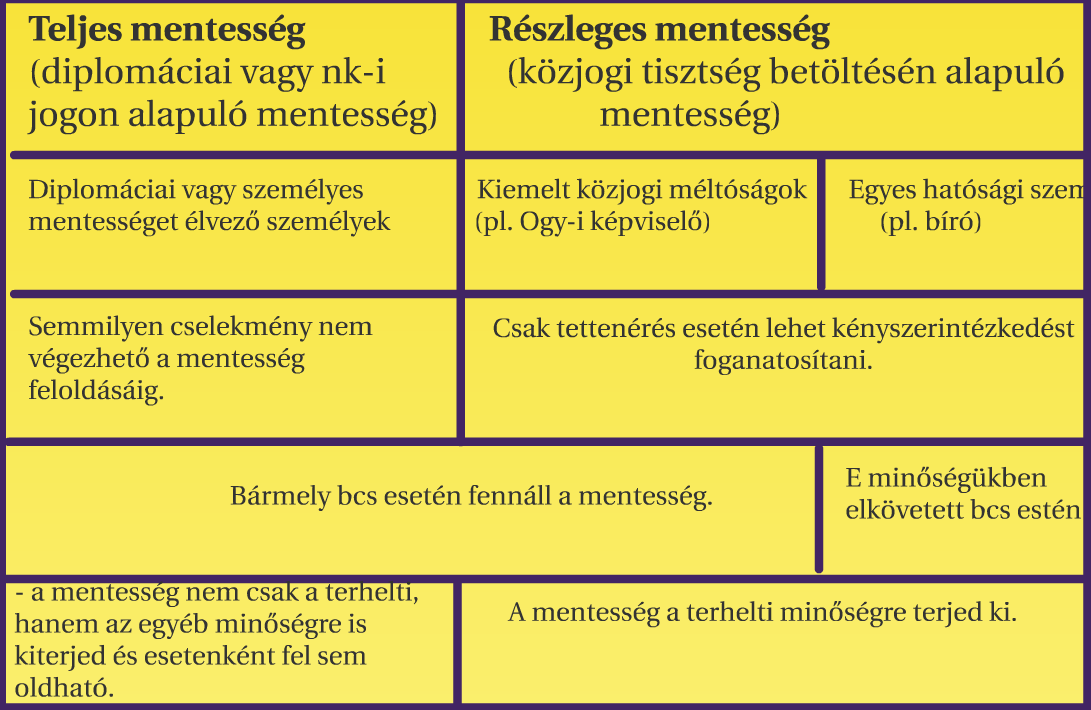 Teljes mentesség
(diplomáciai vagy nk-i
jogon alapuló mentesség)
Részleges mentesség
(közjogi tisztség betöltésén alapuló
mentesség)
Diplomáciai vagy személyes
mentességet élvező személyek
Kiemelt közjogi méltóságok
(pl. Ogy-i képviselő)
Egyes hatósági
(pl. bíró)
Semmilyen cselekmény nem
végezhető a mentesség
feloldásáig.
Csak tettenérés esetén lehet kényszerintézkedést
foganatosítani.
Bármely bcs esetén fennáll a mentesség.
E minőségükben
elkövetett bcs estén
- a mentesség nem csak a terhelti,
hanem az egyéb minőségre is
kiterjed és esetenként fel sem
oldható.
A mentesség a terhelti minőségre terjed ki.